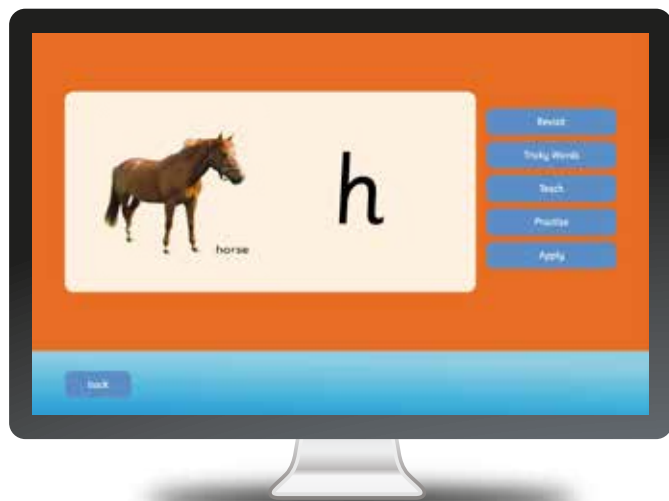 h
horse
Revisit
Tricky Words
Teach
Practise
Apply
back